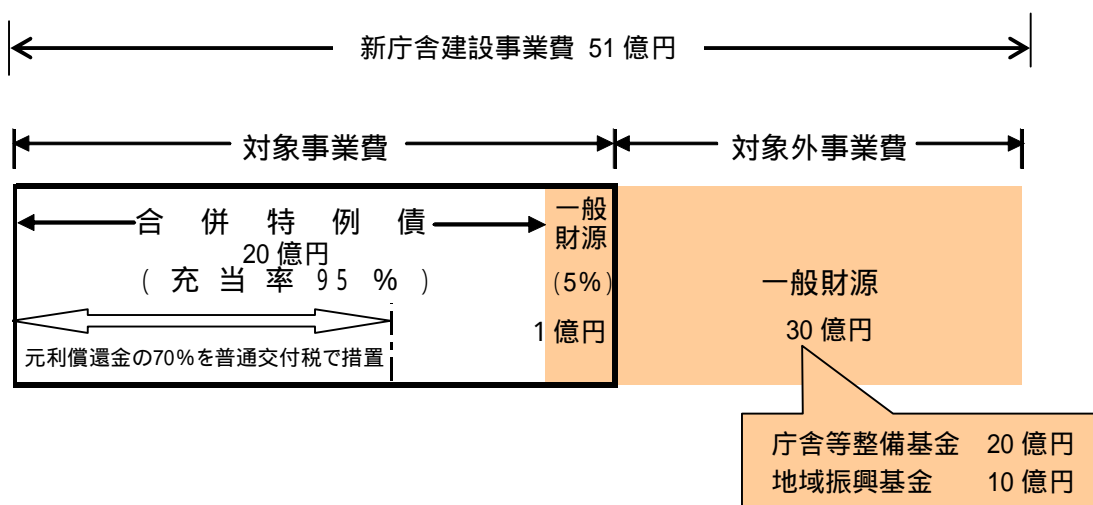 新庁舎建設事業費 51 億円
対象事業費
対象外事業費
合併特例債
20 億円
(充当率95%)
元利償還金の70%を普通交付税で措置
一般
財源
(5%)
1 億円
一般財源
30 億円
庁舎等整備基金 20 億円
地域振興基金 10 億円